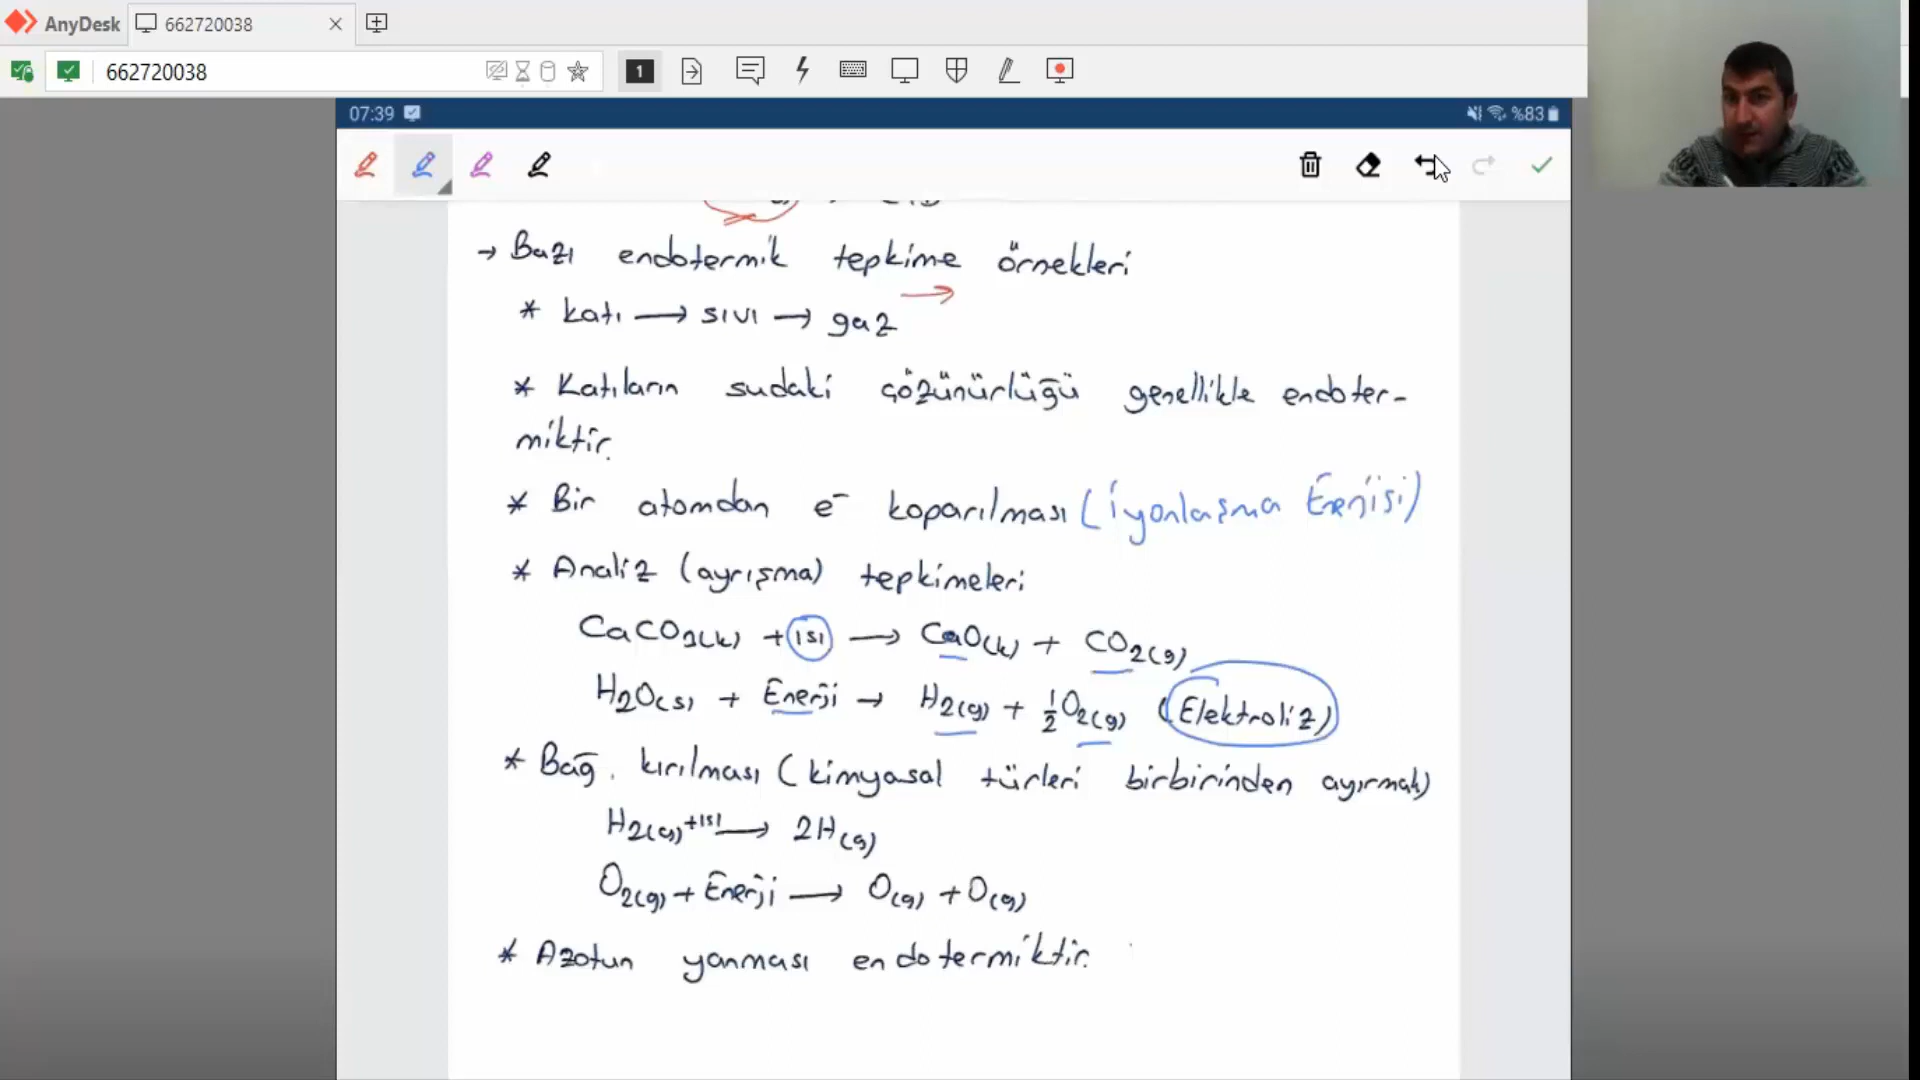 AnyDesk
662720038
662720038
1
07:39
%83
→ Bazı endotermik tepkime örnekleri
* Katı → sıvı → gaz
* Katıların sudaki çözünürlüğü genellikle endoter-
miktir.
* Bir atomdan e⁻ koparılması (İyonlaşma Enerjisi)
* Analiz (ayrışma) tepkimeleri
CaCO3(k) + ısı → CaO(k) + CO2(g)
H2O(s) + Enerji → H2(g) + ½O2(g) (Elektroliz)
* Bağ kırılması (kimyasal türleri birbirinden ayırmak)
H2(g) + ısı → 2H(g)
O2(g) + Enerji → O(g) + O(g)
* Azotun yanması endotermiktir.